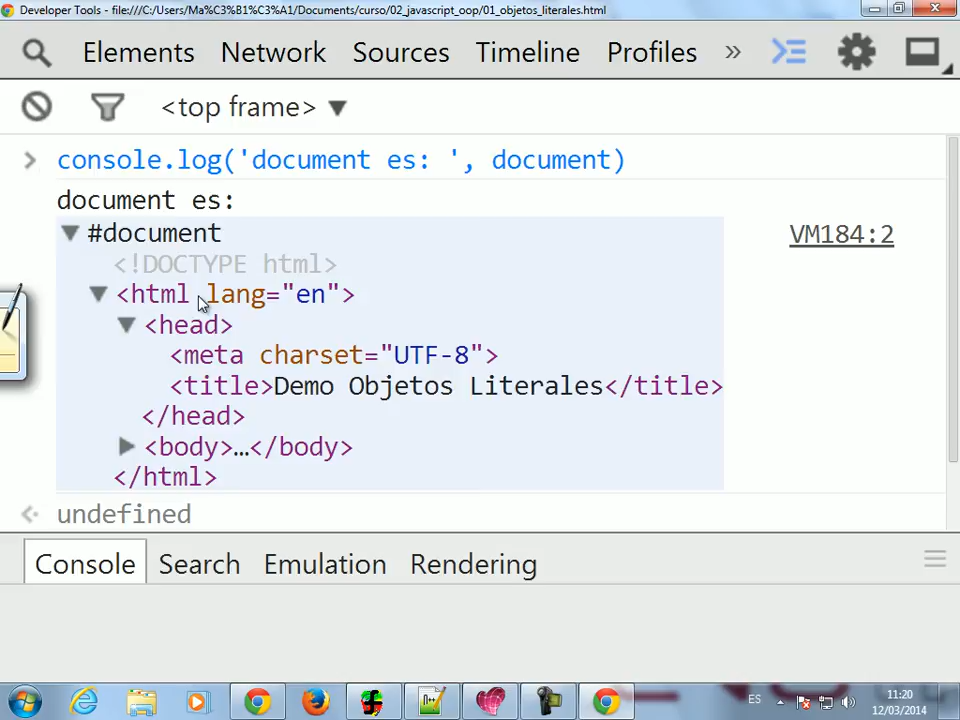 Developer Tools - file:///C:/Users/Ma%C3%B1%C3%A1/Documents/curso/02_javascript_oop/01_objetos_literales.html
Elements Network Sources Timeline Profiles »
<top frame> ▼
> console.log('document es: ', document)
document es:
▼ #document VM184:2
<!DOCTYPE html>
▼ <html lang="en">
▼ <head>
<meta charset="UTF-8">
<title>Demo Objetos Literales</title>
</head>
▶ <body>…</body>
</html>
undefined
Console Search Emulation Rendering
ES 11:20
12/03/2014